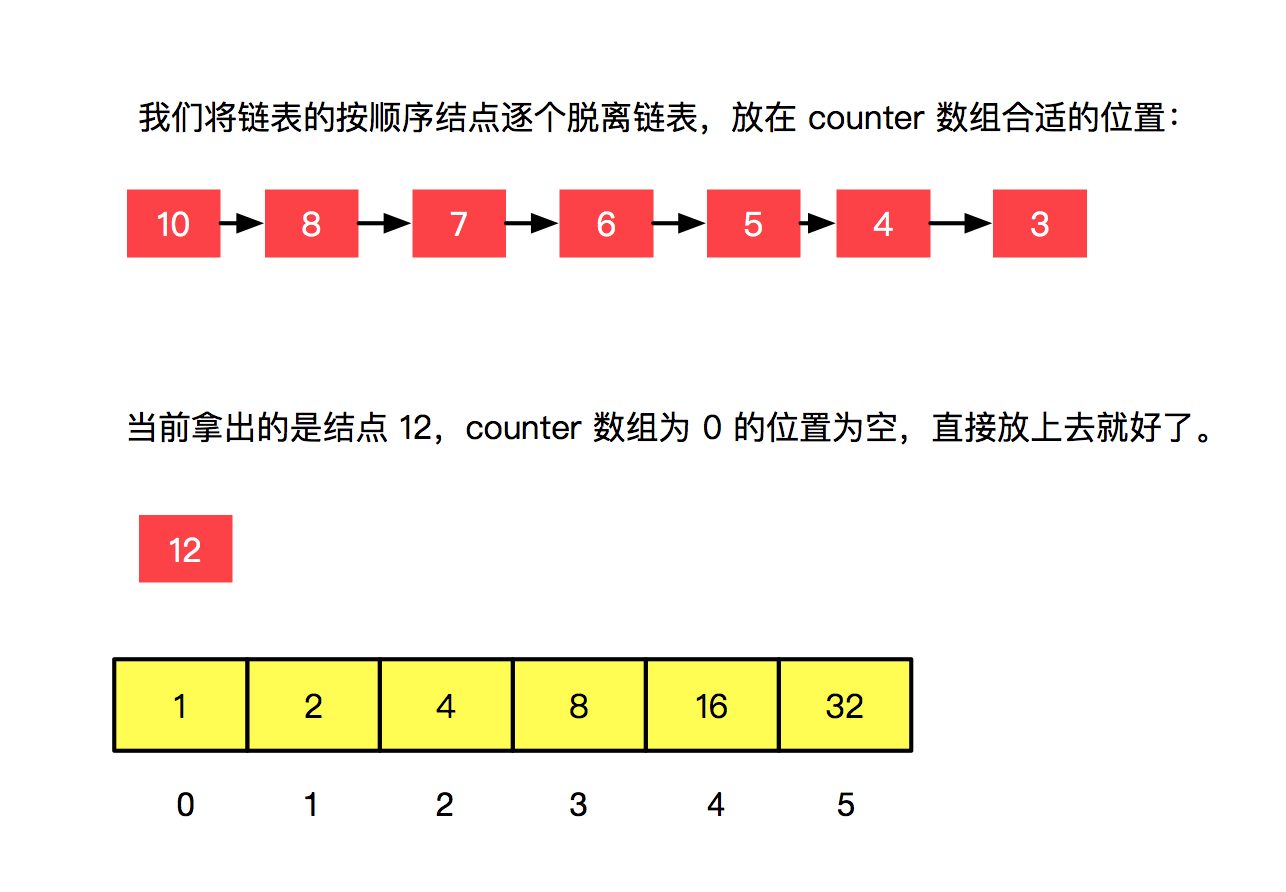 我们将链表的按顺序结点逐个脱离链表，放在 counter 数组合适的位置：
10 8 7 6 5 4 3
当前拿出的是结点 12，counter 数组为 0 的位置为空，直接放上去就好了。
12
1 2 4 8 16 32
0 1 2 3 4 5